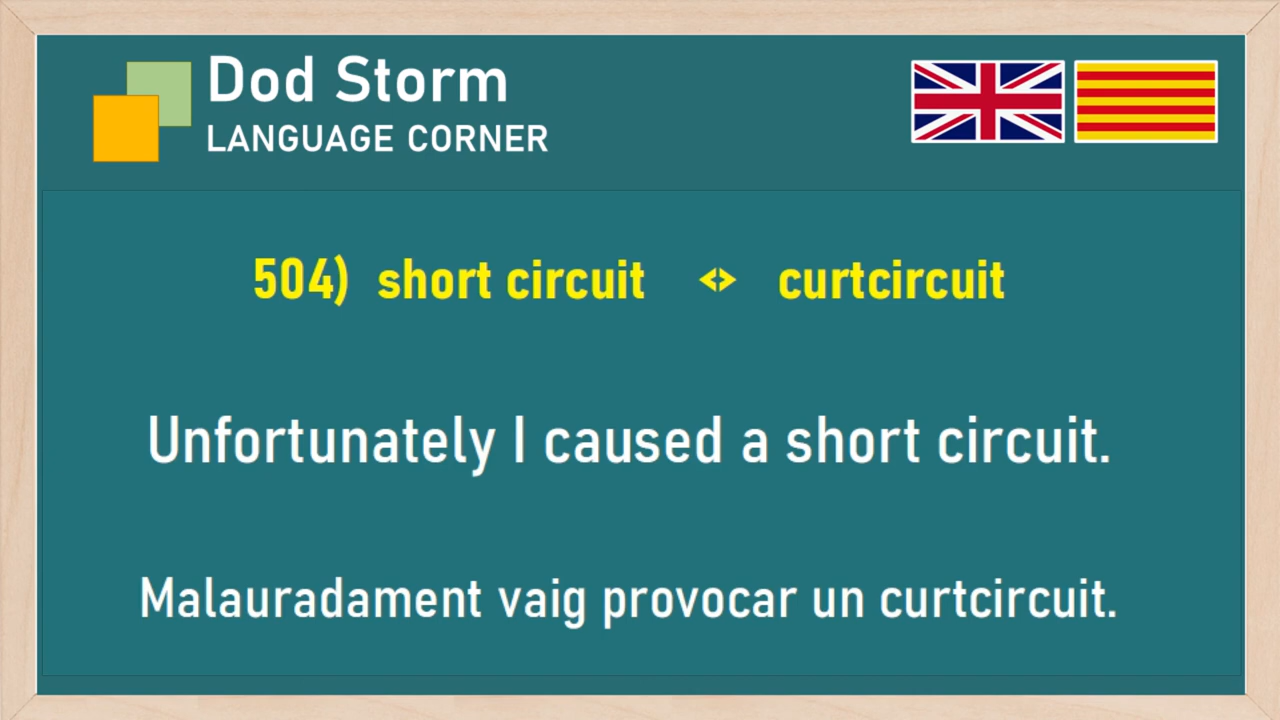 Dod Storm
LANGUAGE CORNER
504) short circuit <> curtcircuit
Unfortunately I caused a short circuit.
Malauradament vaig provocar un curtcircuit.